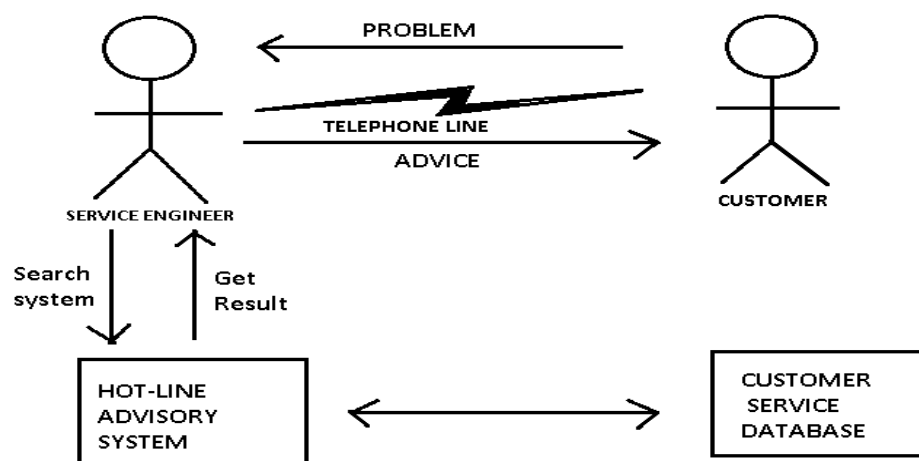 PROBLEM
TELEPHONE LINE
ADVICE
SERVICE ENGINEER
CUSTOMER
Search
system
Get
Result
HOT-LINE
ADVISORY
SYSTEM
CUSTOMER
SERVICE
DATABASE